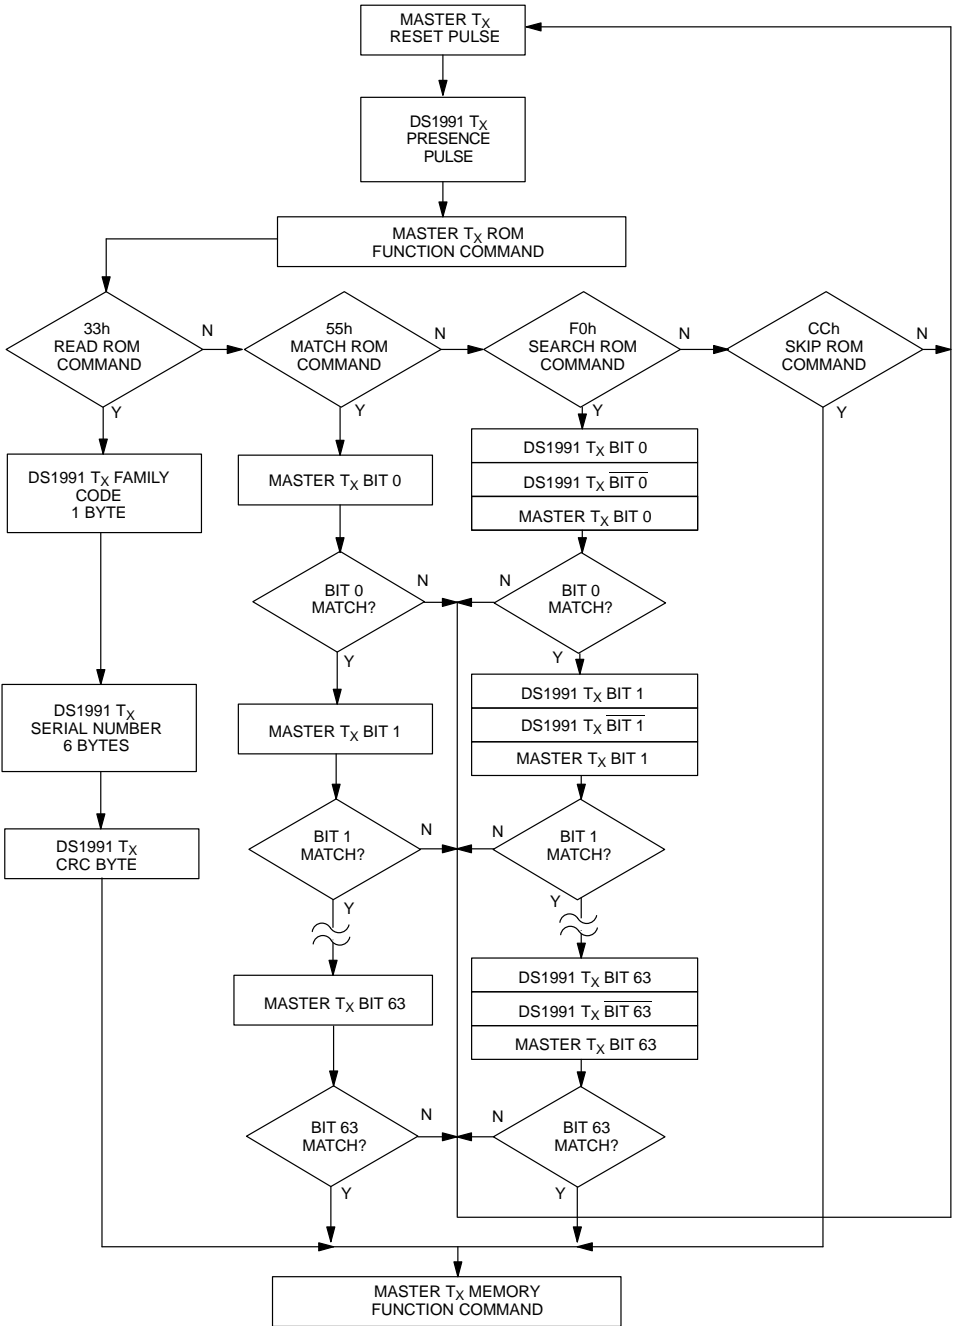 MASTER TX
RESET PULSE
DS1991 TX
PRESENCE
PULSE
MASTER TX ROM
FUNCTION COMMAND
33h
READ ROM
COMMAND
N
Y
55h
MATCH ROM
COMMAND
N
Y
F0h
SEARCH ROM
COMMAND
N
Y
CCh
SKIP ROM
COMMAND
N
Y
DS1991 TX FAMILY
CODE
1 BYTE
DS1991 TX
SERIAL NUMBER
6 BYTES
DS1991 TX
CRC BYTE
MASTER TX BIT 0
BIT 0
MATCH?
N
Y
MASTER TX BIT 1
BIT 1
MATCH?
N
Y
MASTER TX BIT 63
BIT 63
MATCH?
N
Y
DS1991 TX BIT 0
DS1991 TX B̅I̅T̅ ̅0̅
MASTER TX BIT 0
BIT 0
MATCH?
N
Y
DS1991 TX BIT 1
DS1991 TX B̅I̅T̅ ̅1̅
MASTER TX BIT 1
BIT 1
MATCH?
N
Y
DS1991 TX BIT 63
DS1991 TX B̅I̅T̅ ̅6̅3̅
MASTER TX BIT 63
BIT 63
MATCH?
N
Y
MASTER TX MEMORY
FUNCTION COMMAND